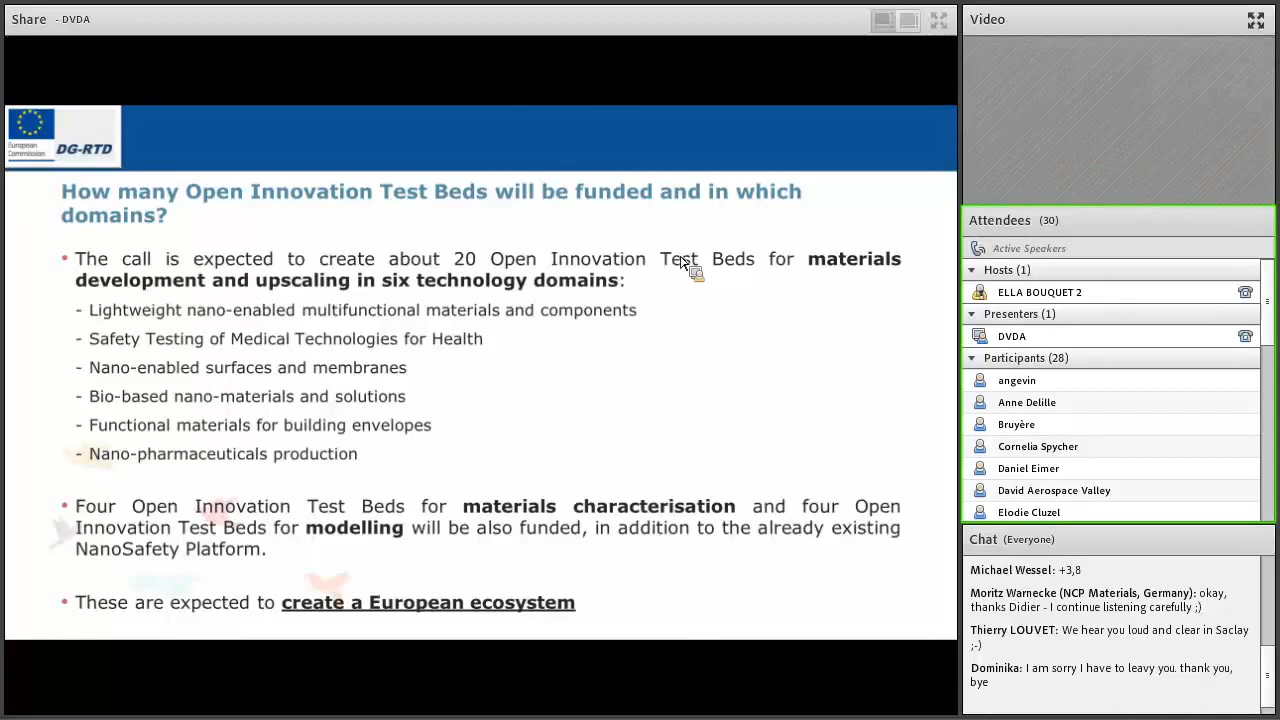 Share - DVDA
European
Commission
DG-RTD
How many Open Innovation Test Beds will be funded and in which
domains?
• The call is expected to create about 20 Open Innovation Test Beds for materials
development and upscaling in six technology domains:
- Lightweight nano-enabled multifunctional materials and components
- Safety Testing of Medical Technologies for Health
- Nano-enabled surfaces and membranes
- Bio-based nano-materials and solutions
- Functional materials for building envelopes
- Nano-pharmaceuticals production
• Four Open Innovation Test Beds for materials characterisation and four Open
Innovation Test Beds for modelling will be also funded, in addition to the already existing
NanoSafety Platform.
• These are expected to create a European ecosystem
Video
Attendees (30)
Active Speakers
Hosts (1)
ELLA BOUQUET 2
Presenters (1)
DVDA
Participants (28)
angevin
Anne Delille
Bruyère
Cornelia Spycher
Daniel Eimer
David Aerospace Valley
Elodie Cluzel
Chat (Everyone)
Michael Wessel: +3,8
Moritz Warnecke (NCP Materials, Germany): okay,
thanks Didier - I continue listening carefully ;)
Thierry LOUVET: We hear you loud and clear in Saclay
;-)
Dominika: I am sorry I have to leavy you. thank you,
bye